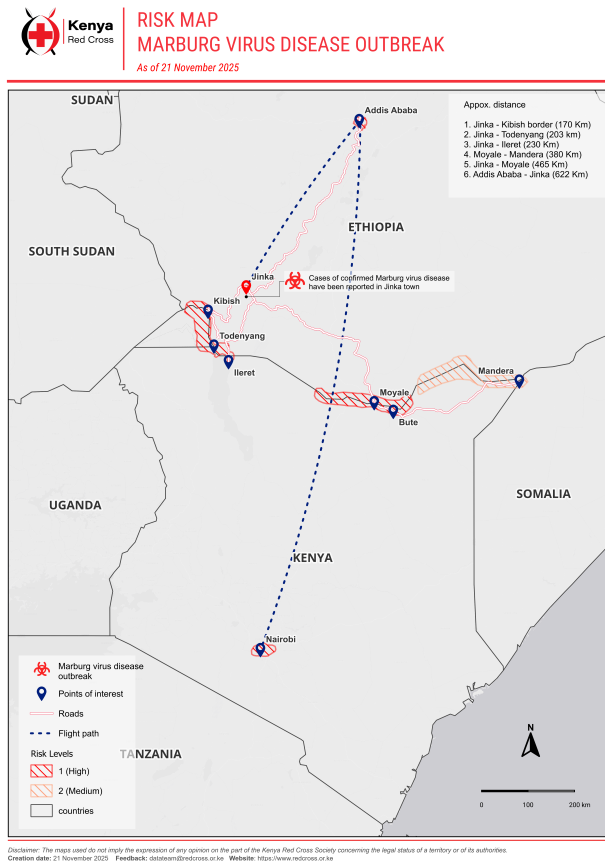 Kenya
Red Cross
RISK MAP
MARBURG VIRUS DISEASE OUTBREAK
As of 21 November 2025
SUDAN
Addis Ababa
Appox. distance
1. Jinka - Kibish border (170 Km)
2. Jinka - Todenyang (203 km)
3. Jinka - Ileret (230 Km)
4. Moyale - Mandera (380 Km)
5. Jinka - Moyale (465 Km)
6. Addis Ababa - Jinka (622 Km)
ETHIOPIA
SOUTH SUDAN
Jinka
Cases of confirmed Marburg virus disease
have been reported in Jinka town
Kibish
Todenyang
Ileret
Mandera
Moyale
Bute
SOMALIA
UGANDA
KENYA
Nairobi
Marburg virus disease
outbreak
Points of interest
Roads
Flight path
Risk Levels
1 (High)
2 (Medium)
countries
TANZANIA
N
0 100 200 km
Disclaimer: The maps used do not imply the expression of any opinion on the part of the Kenya Red Cross Society concerning the legal status of a territory or of its authorities.
Creation date: 21 November 2025 Feedback: datateam@redcross.or.ke Website: https://www.redcross.or.ke